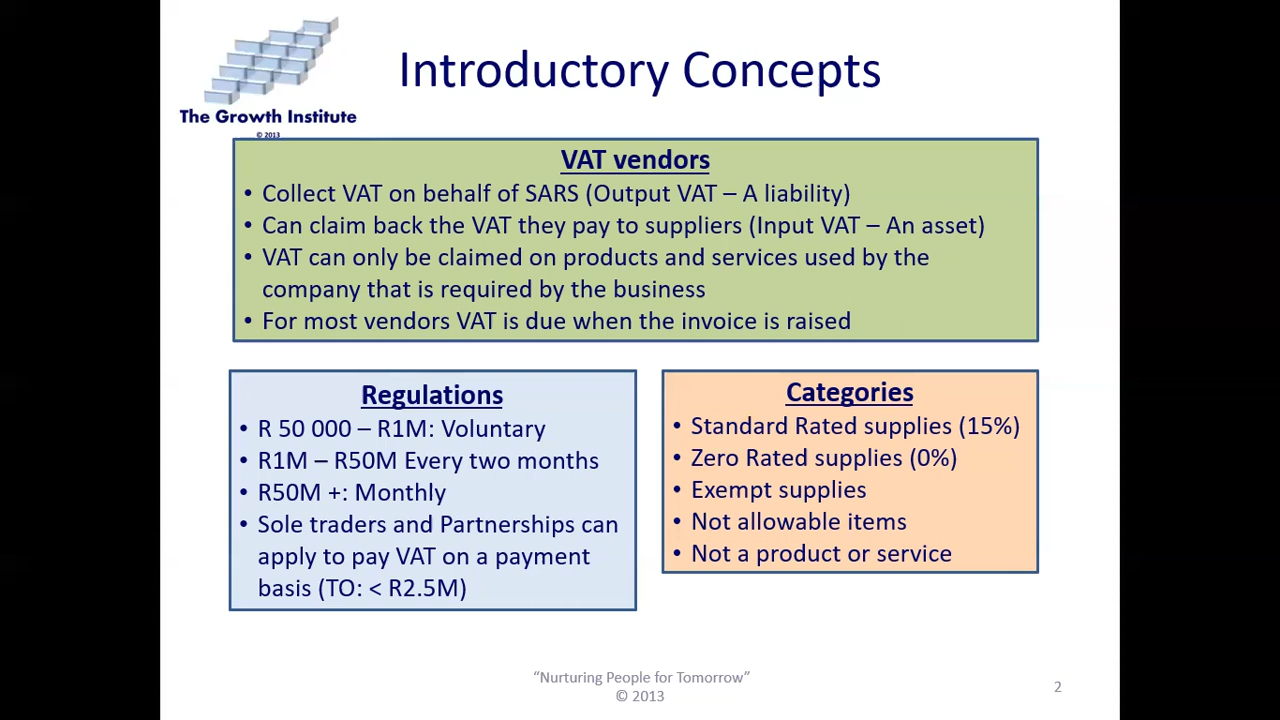 Introductory Concepts
The Growth Institute
© 2013
VAT vendors
• Collect VAT on behalf of SARS (Output VAT – A liability)
• Can claim back the VAT they pay to suppliers (Input VAT – An asset)
• VAT can only be claimed on products and services used by the
company that is required by the business
• For most vendors VAT is due when the invoice is raised
Regulations
• R 50 000 – R1M: Voluntary
• R1M – R50M Every two months
• R50M +: Monthly
• Sole traders and Partnerships can
apply to pay VAT on a payment
basis (TO: < R2.5M)
Categories
• Standard Rated supplies (15%)
• Zero Rated supplies (0%)
• Exempt supplies
• Not allowable items
• Not a product or service
“Nurturing People for Tomorrow”
© 2013
2